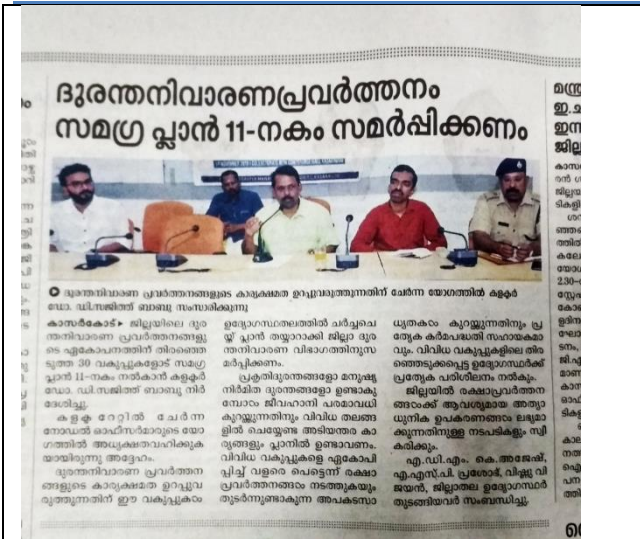 ദുരന്തനിവാരണപ്രവർത്തനം
സമഗ്ര പ്ലാൻ 11-നകം സമർപ്പിക്കണം
ദുരന്തനിവാരണ പ്രവർത്തനങ്ങളുടെ കാര്യക്ഷമത ഉറപ്പുവരുത്തുന്നതിന് ചേർന്ന യോഗത്തിൽ കളക്ടർ
ഡോ. ഡി.സജിത്ത് ബാബു സംസാരിക്കുന്നു
കാസർകോട് ▸ ജില്ലയിലെ ദുര
ന്തനിവാരണ പ്രവർത്തനങ്ങളു
ടെ ഏകോപനത്തിന് തിരഞ്ഞെ
ടുത്ത 30 വകുപ്പുകളോട് സമഗ്ര
പ്ലാൻ 11-നകം നൽകാൻ കളക്ടർ
ഡോ. ഡി.സജിത്ത് ബാബു നിർ
ദേശിച്ചു.
കളക്ടറേറ്റിൽ ചേർന്ന
നോഡൽ ഓഫീസർമാരുടെ യോ
ഗത്തിൽ അധ്യക്ഷതവഹിക്കുക
യായിരുന്നു അദ്ദേഹം.
ദുരന്തനിവാരണ പ്രവർത്തന
ങ്ങളുടെ കാര്യക്ഷമത ഉറപ്പുവ
രുത്തുന്നതിന് ഈ വകുപ്പുകൾ
ഉദ്യോഗസ്ഥതലത്തിൽ ചർച്ചചെ
യ്ത് പ്ലാൻ തയ്യാറാക്കി ജില്ലാ ദുര
ന്തനിവാരണ വിഭാഗത്തിനുസ
മർപ്പിക്കണം.
പ്രകൃതിദുരന്തങ്ങളോ മനുഷ്യ
നിർമിത ദുരന്തങ്ങളോ ഉണ്ടാകു
മ്പോൾ ജീവഹാനി പരമാവധി
കുറയ്ക്കുന്നതിനും വിവിധ തലങ്ങ
ളിൽ ചെയ്യേണ്ട അടിയന്തര കാ
ര്യങ്ങളും പ്ലാനിൽ ഉണ്ടാവണം.
വിവിധ വകുപ്പുകളെ ഏകോപി
പ്പിച്ച് വളരെ പെട്ടെന്ന് രക്ഷാ
പ്രവർത്തനങ്ങൾ നടത്തുകയും
തുടർന്നുണ്ടാകുന്ന അപകടസാ
ധ്യതകൾ കുറയ്ക്കുന്നതിനും പ്ര
ത്യേക കർമപദ്ധതി സഹായകമാ
വും. വിവിധ വകുപ്പുകളിലെ തിര
ഞ്ഞെടുക്കപ്പെട്ട ഉദ്യോഗസ്ഥർക്ക്
പ്രത്യേക പരിശീലനം നൽകും.
ജില്ലയിൽ രക്ഷാപ്രവർത്തന
ങ്ങൾക്ക് ആവശ്യമായ അത്യാ
ധുനിക ഉപകരണങ്ങൾ ലഭ്യമാ
ക്കുന്നതിനുള്ള നടപടികളും സ്വീ
കരിക്കും.
എ.ഡി.എം. കെ.അജേഷ്,
എ.എസ്.പി. പ്രശോഭ്, വിഷ്ണു വി
ജയൻ, ജില്ലാതല ഉദ്യോഗസ്ഥർ
തുടങ്ങിയവർ സംബന്ധിച്ചു.